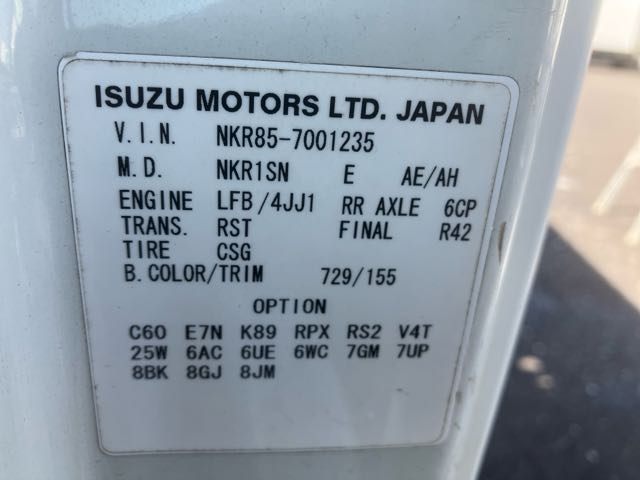 ISUZU MOTORS LTD. JAPAN
V.I.N. NKR85-7001235
M.D. NKR1SN E AE/AH
ENGINE LFB/4JJ1 RR AXLE 6CP
TRANS. RST FINAL R42
TIRE CSG
B.COLOR/TRIM 729/155
OPTION
C60 E7N K89 RPX RS2 V4T
25W 6AC 6UE 6WC 7GM 7UP
8BK 8GJ 8JM